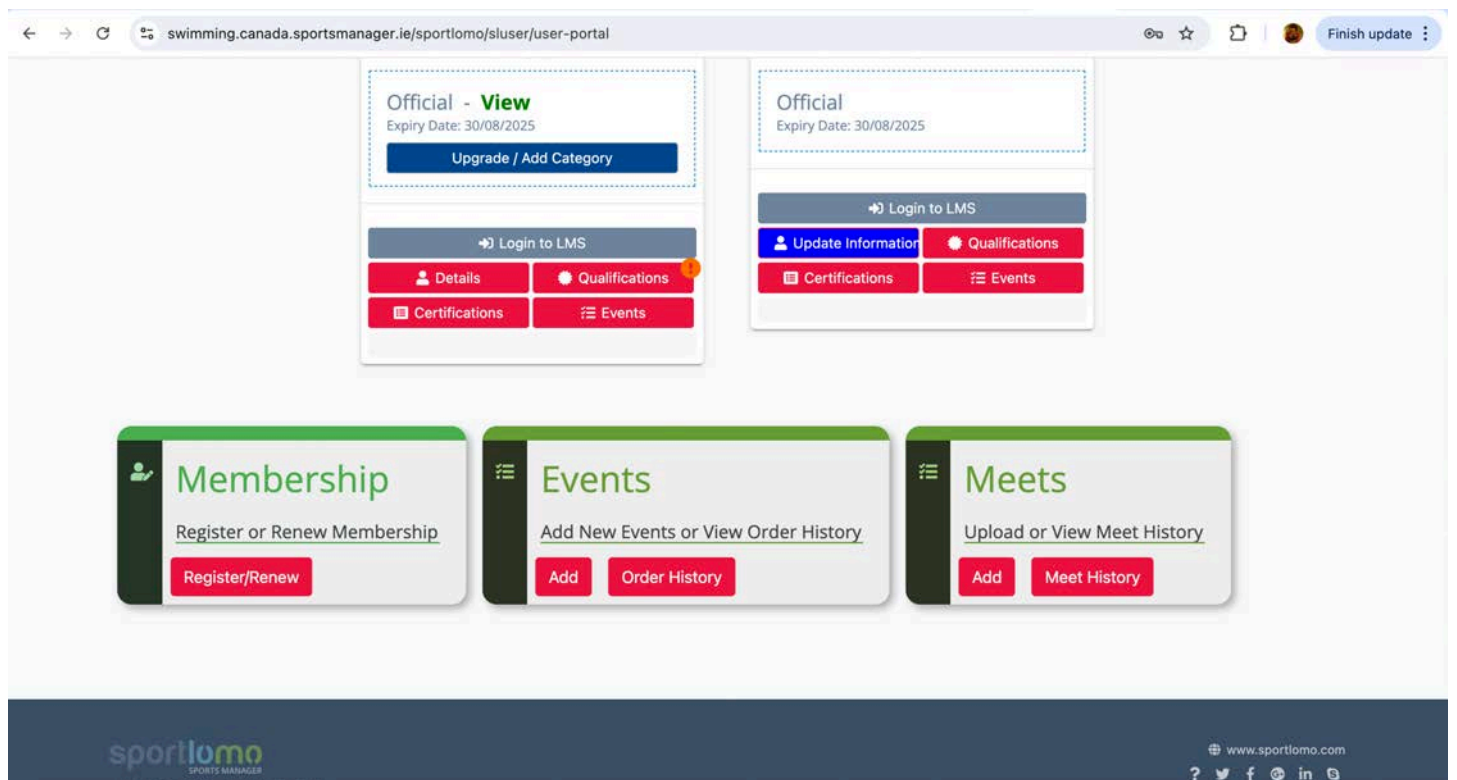 swimming.canada.sportsmanager.ie/sportlomo/sluser/user-portal
Finish update
Official - View
Expiry Date: 30/08/2025
Upgrade / Add Category
Login to LMS
Details
Qualifications
!
Certifications
Events
Official
Expiry Date: 30/08/2025
Login to LMS
Update Information
Qualifications
Certifications
Events
Membership
Register or Renew Membership
Register/Renew
Events
Add New Events or View Order History
Add
Order History
Meets
Upload or View Meet History
Add
Meet History
sportlomo
SPORTS MANAGER
www.sportlomo.com